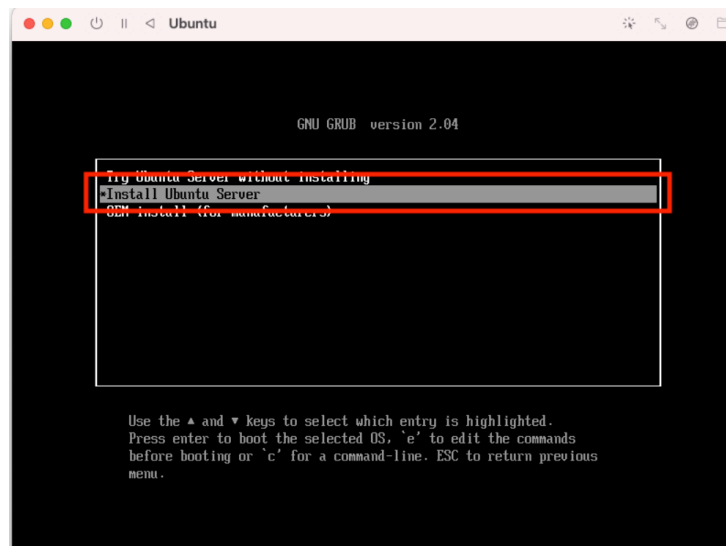 Ubuntu
GNU GRUB version 2.04
Try Ubuntu Server without installing
*Install Ubuntu Server
OEM install (for manufacturers)
Use the ▲ and ▼ keys to select which entry is highlighted.
Press enter to boot the selected OS, `e' to edit the commands
before booting or `c' for a command-line. ESC to return previous
menu.